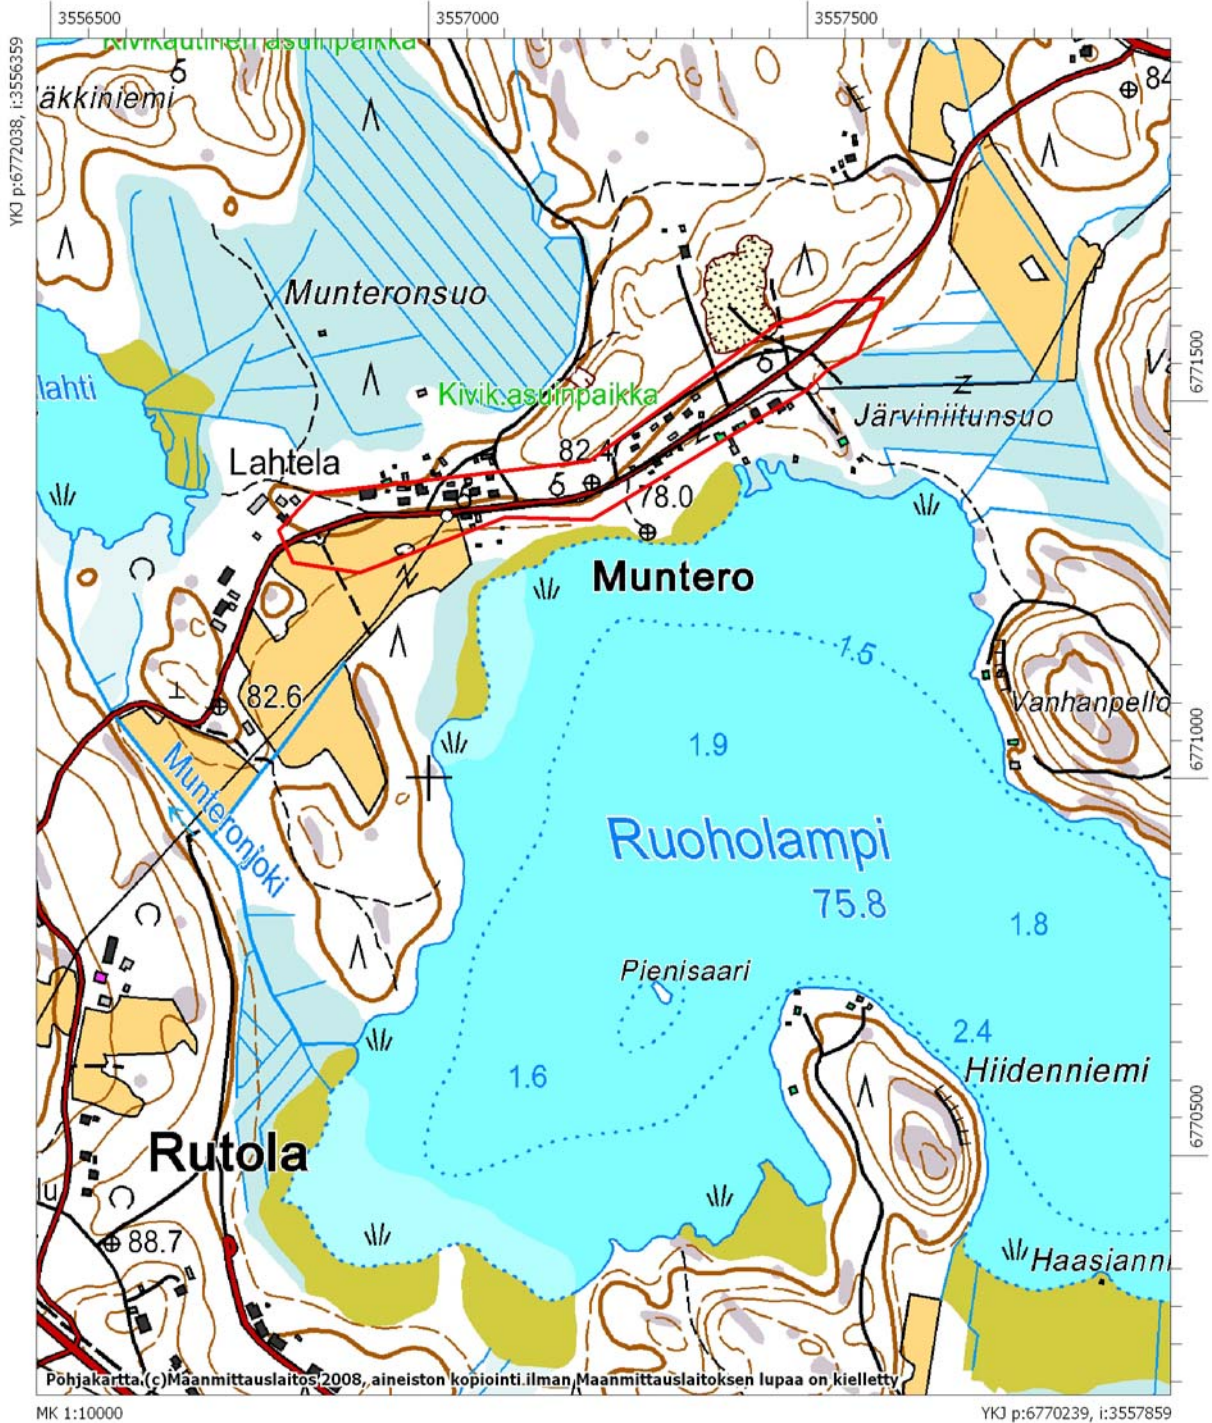 3556500
3557000
3557500
YKJ p:6772038, i:3556359
Kivikautinen asuinpaikka
äkkiniemi
84
Munteronsuo
6771500
lahti
Kivik.asuinpaikka
Järviniitunsuo
Lahtela
82.4
78.0
Muntero
1.5
82.6
Vanhanpello
1.9
6771000
Munteronjoki
Ruoholampi
75.8
1.8
Pienisaari
2.4
1.6
Hiidenniemi
6770500
Rutola
lu
88.7
Haasianni
Pohjakartta (c)Maanmittauslaitos 2008, aineiston kopiointi ilman Maanmittauslaitoksen lupaa on kielletty
MK 1:10000
YKJ p:6770239, i:3557859